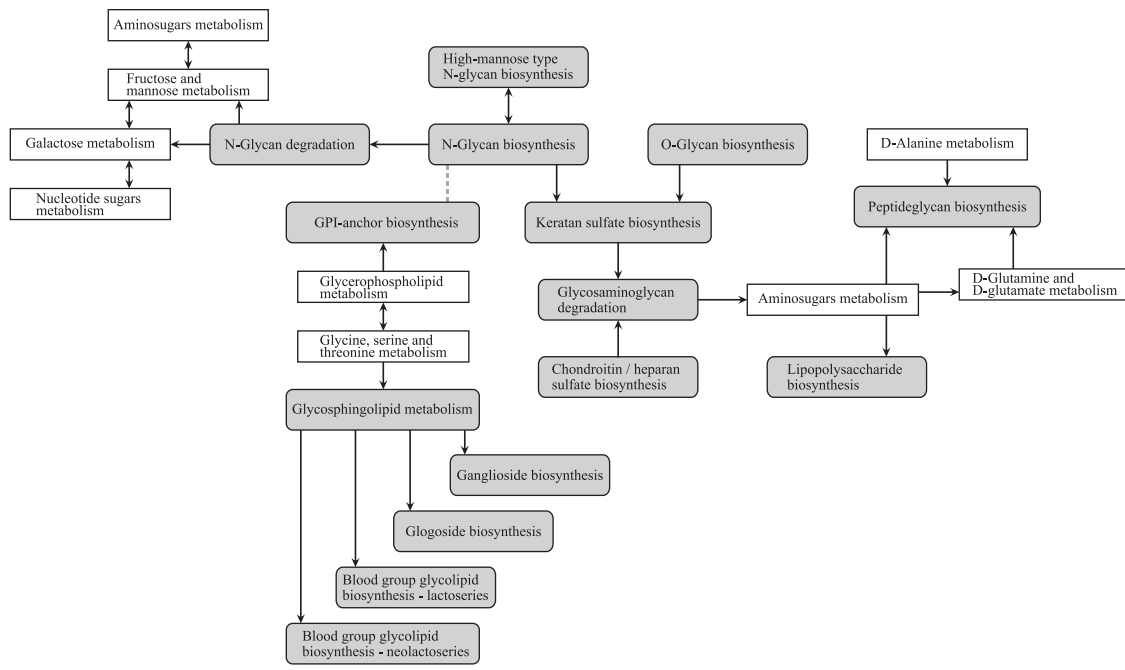 Aminosugars metabolism
High-mannose type
N-glycan biosynthesis
Fructose and
mannose metabolism
Galactose metabolism
N-Glycan degradation
N-Glycan biosynthesis
O-Glycan biosynthesis
D-Alanine metabolism
Nucleotide sugars
metabolism
GPI-anchor biosynthesis
Keratan sulfate biosynthesis
Peptideglycan biosynthesis
Glycerophospholipid
metabolism
Glycosaminoglycan
degradation
Aminosugars metabolism
D-Glutamine and
D-glutamate metabolism
Glycine, serine and
threonine metabolism
Chondroitin / heparan
sulfate biosynthesis
Lipopolysaccharide
biosynthesis
Glycosphingolipid metabolism
Ganglioside biosynthesis
Glogoside biosynthesis
Blood group glycolipid
biosynthesis - lactoseries
Blood group glycolipid
biosynthesis - neolactoseries